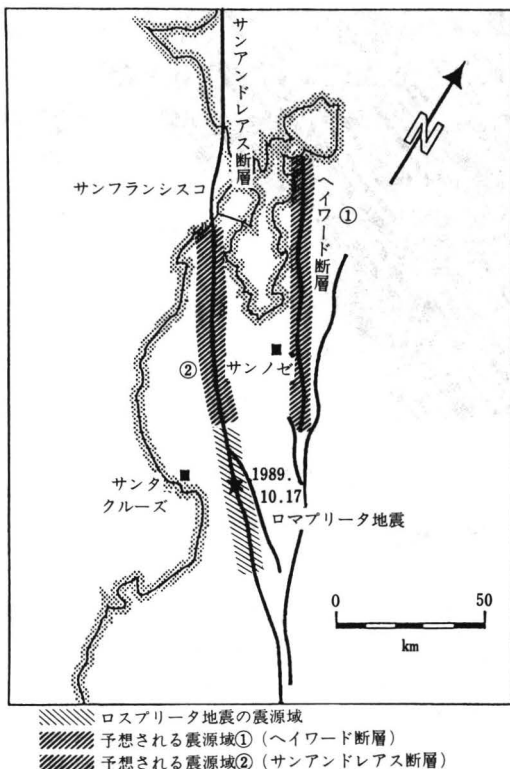 サンアンドレアス断層
N
サンフランシスコ
ヘイワード断層
①
②
サンノゼ
サンタ
クルーズ
1989.
10.17
ロマプリータ地震
0 50
km
ロスプリータ地震の震源域
予想される震源域①（ヘイワード断層）
予想される震源域②（サンアンドレアス断層）